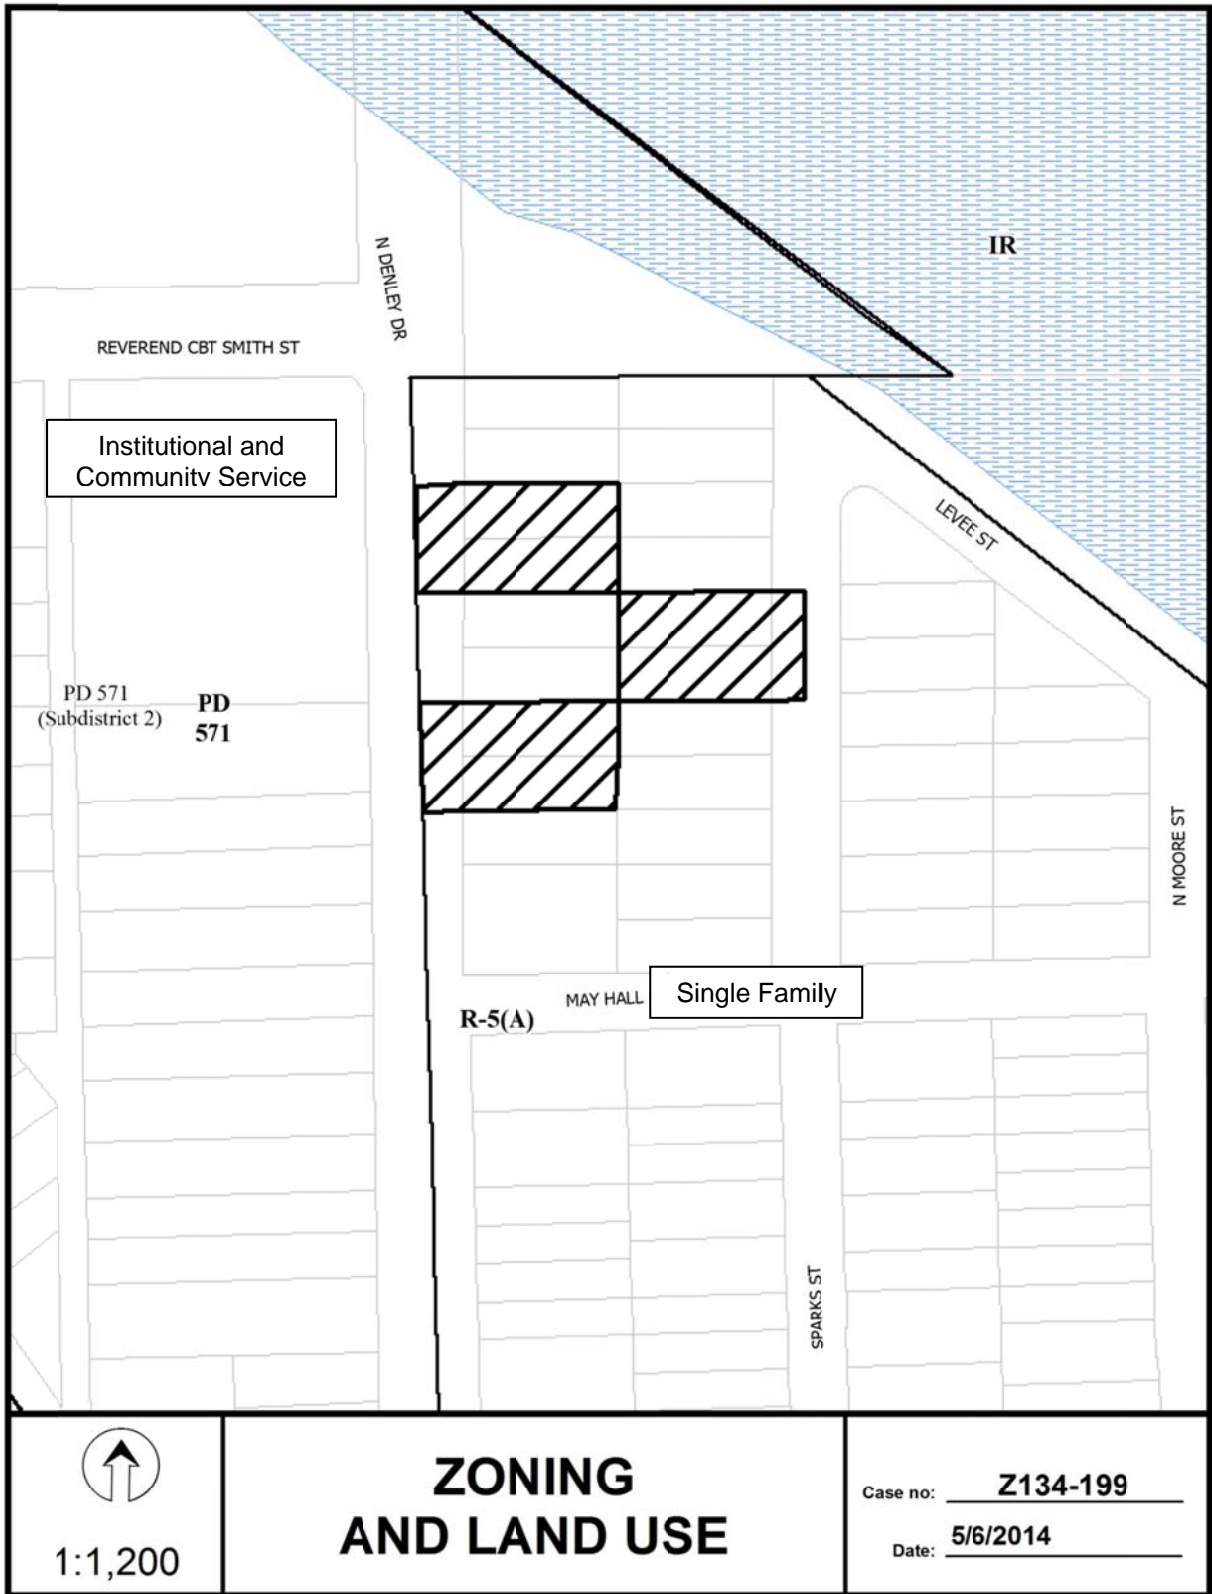 IR
N DENLEY DR
REVEREND CBT SMITH ST
Institutional and
Community Service
LEVEE ST
PD 571
(Subdistrict 2)
PD
571
N MOORE ST
MAY HALL
Single Family
R-5(A)
SPARKS ST
1:1,200
ZONING
AND LAND USE
Case no: Z134-199
Date: 5/6/2014